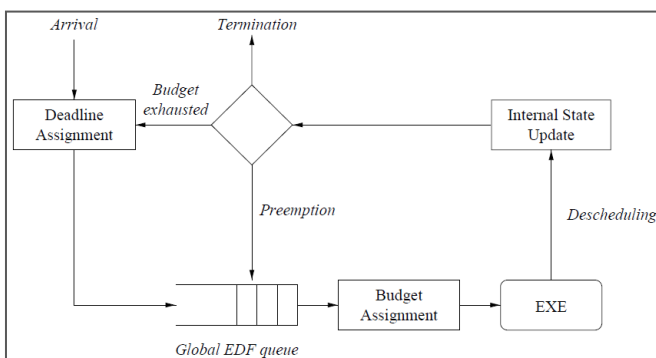 Arrival
Termination
Budget
exhausted
Deadline
Assignment
Internal State
Update
Preemption
Descheduling
Budget
Assignment
EXE
Global EDF queue